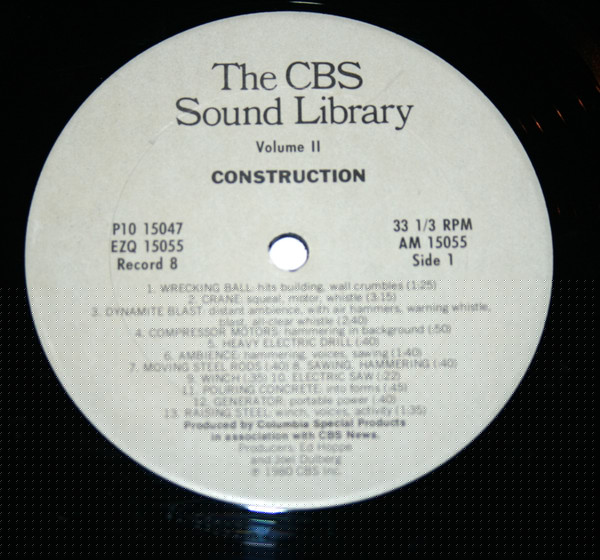 The CBS
Sound Library
Volume II
CONSTRUCTION
P10 15047
EZQ 15055
Record 8
33 1/3 RPM
AM 15055
Side 1
1. WRECKING BALL: hits building, wall crumbles (1:25)
2. CRANE: squeal, motor, whistle (3:15)
3. DYNAMITE BLAST: distant ambience, with air hammers, warning whistle,
blast, all-clear whistle (2:40)
4. COMPRESSOR MOTORS: hammering in background (:50)
5. HEAVY ELECTRIC DRILL (:40)
6. AMBIENCE: hammering, voices, sawing (1:40)
7. MOVING STEEL RODS (:40) 8. SAWING, HAMMERING (:40)
9. WINCH (:35) 10. ELECTRIC SAW (:22)
11. POURING CONCRETE: into forms (:45)
12. GENERATOR: portable power (:40)
13. RAISING STEEL: winch, voices, activity (1:35)
Produced by Columbia Special Products
in association with CBS News.
Producers: Ed Hoppe
and Joel Dulberg
℗ 1980 CBS Inc.